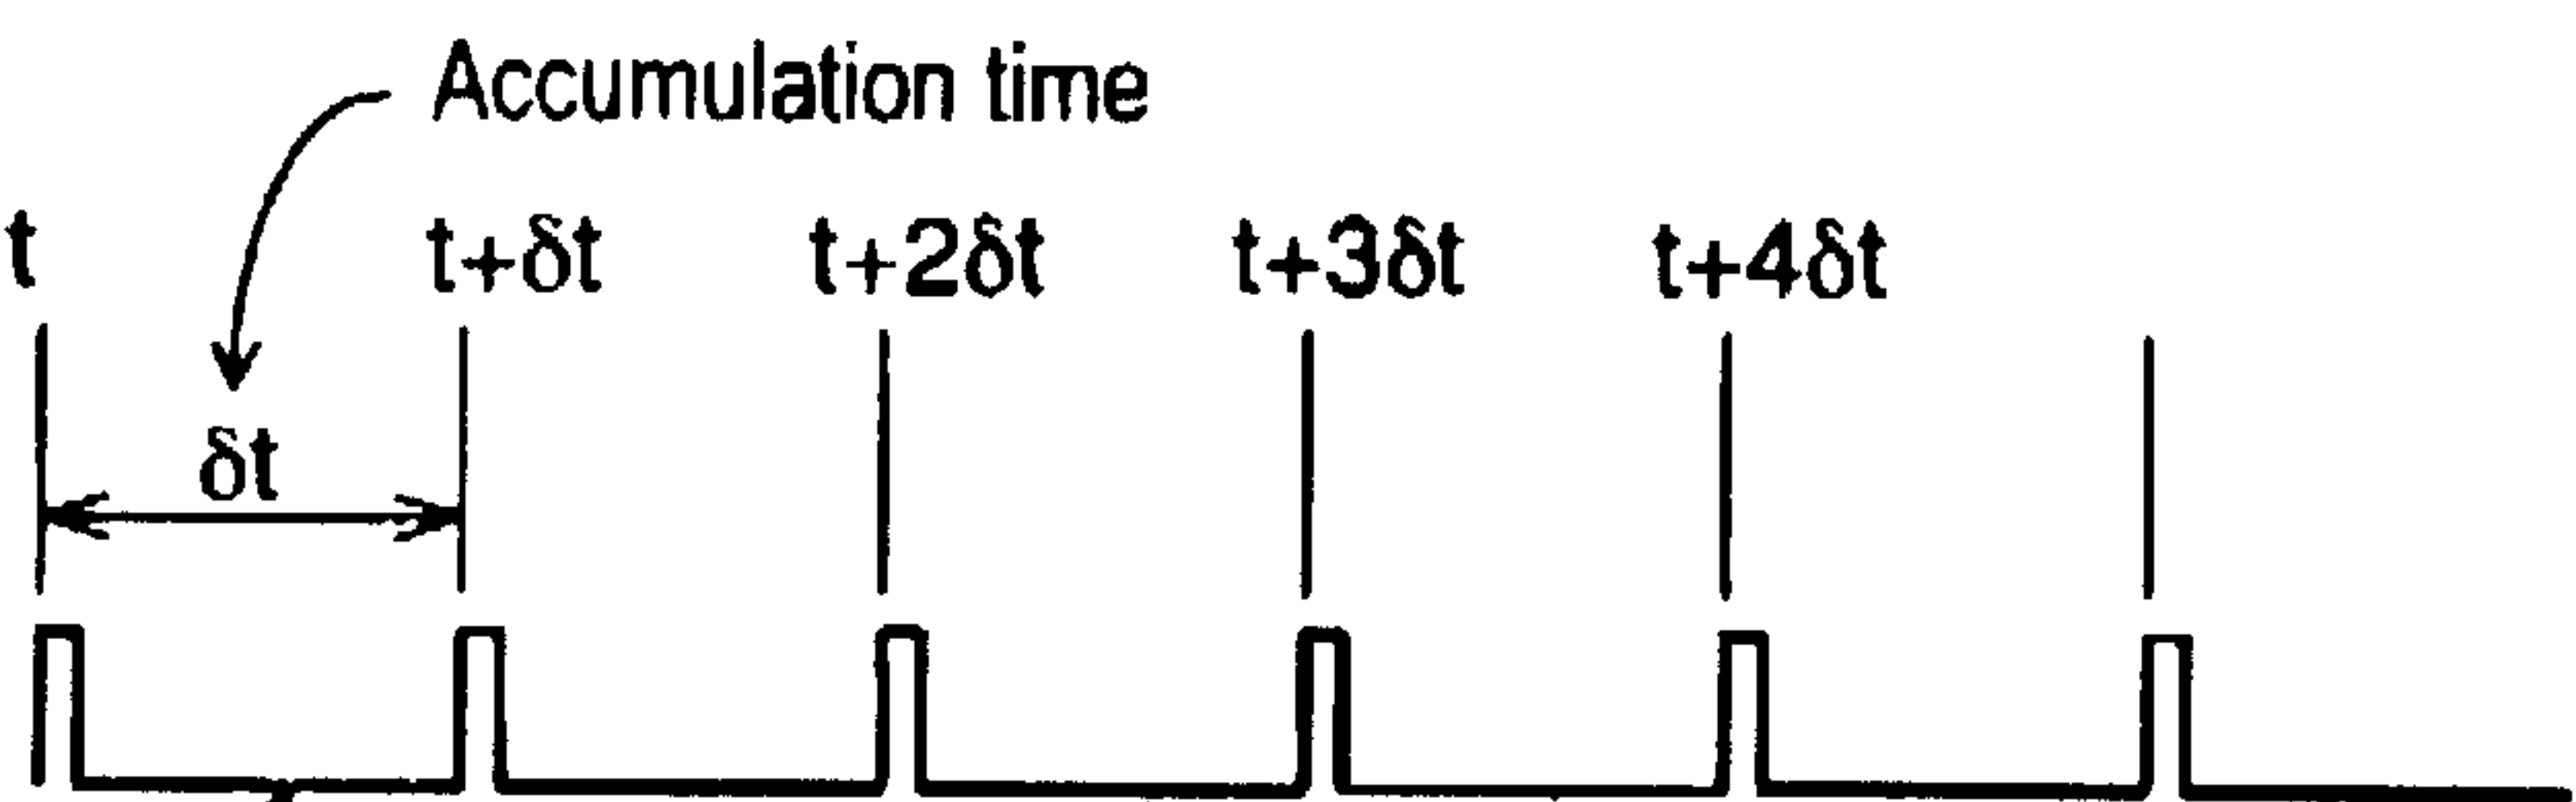 Accumulation time
t t+δt t+2δt t+3δt t+4δt
δt